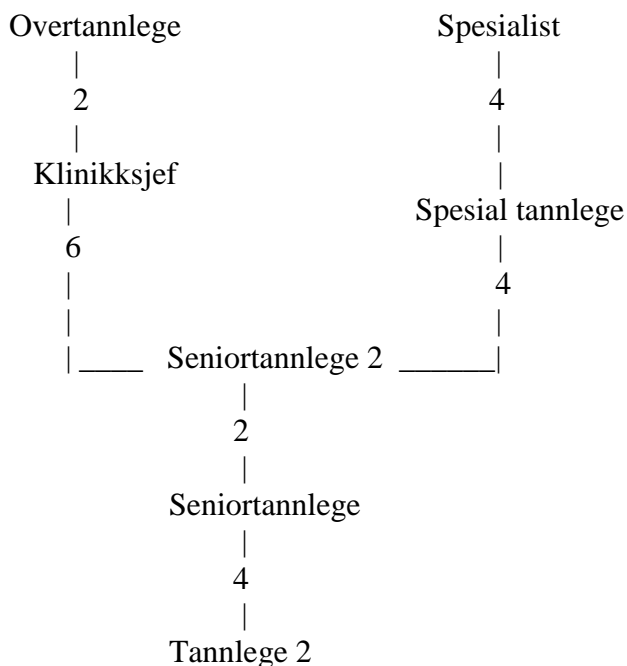 Overtannlege Spesialist
2 4
Klinikksjef
Spesial tannlege
6
4
Seniortannlege 2
2
Seniortannlege
4
Tannlege 2